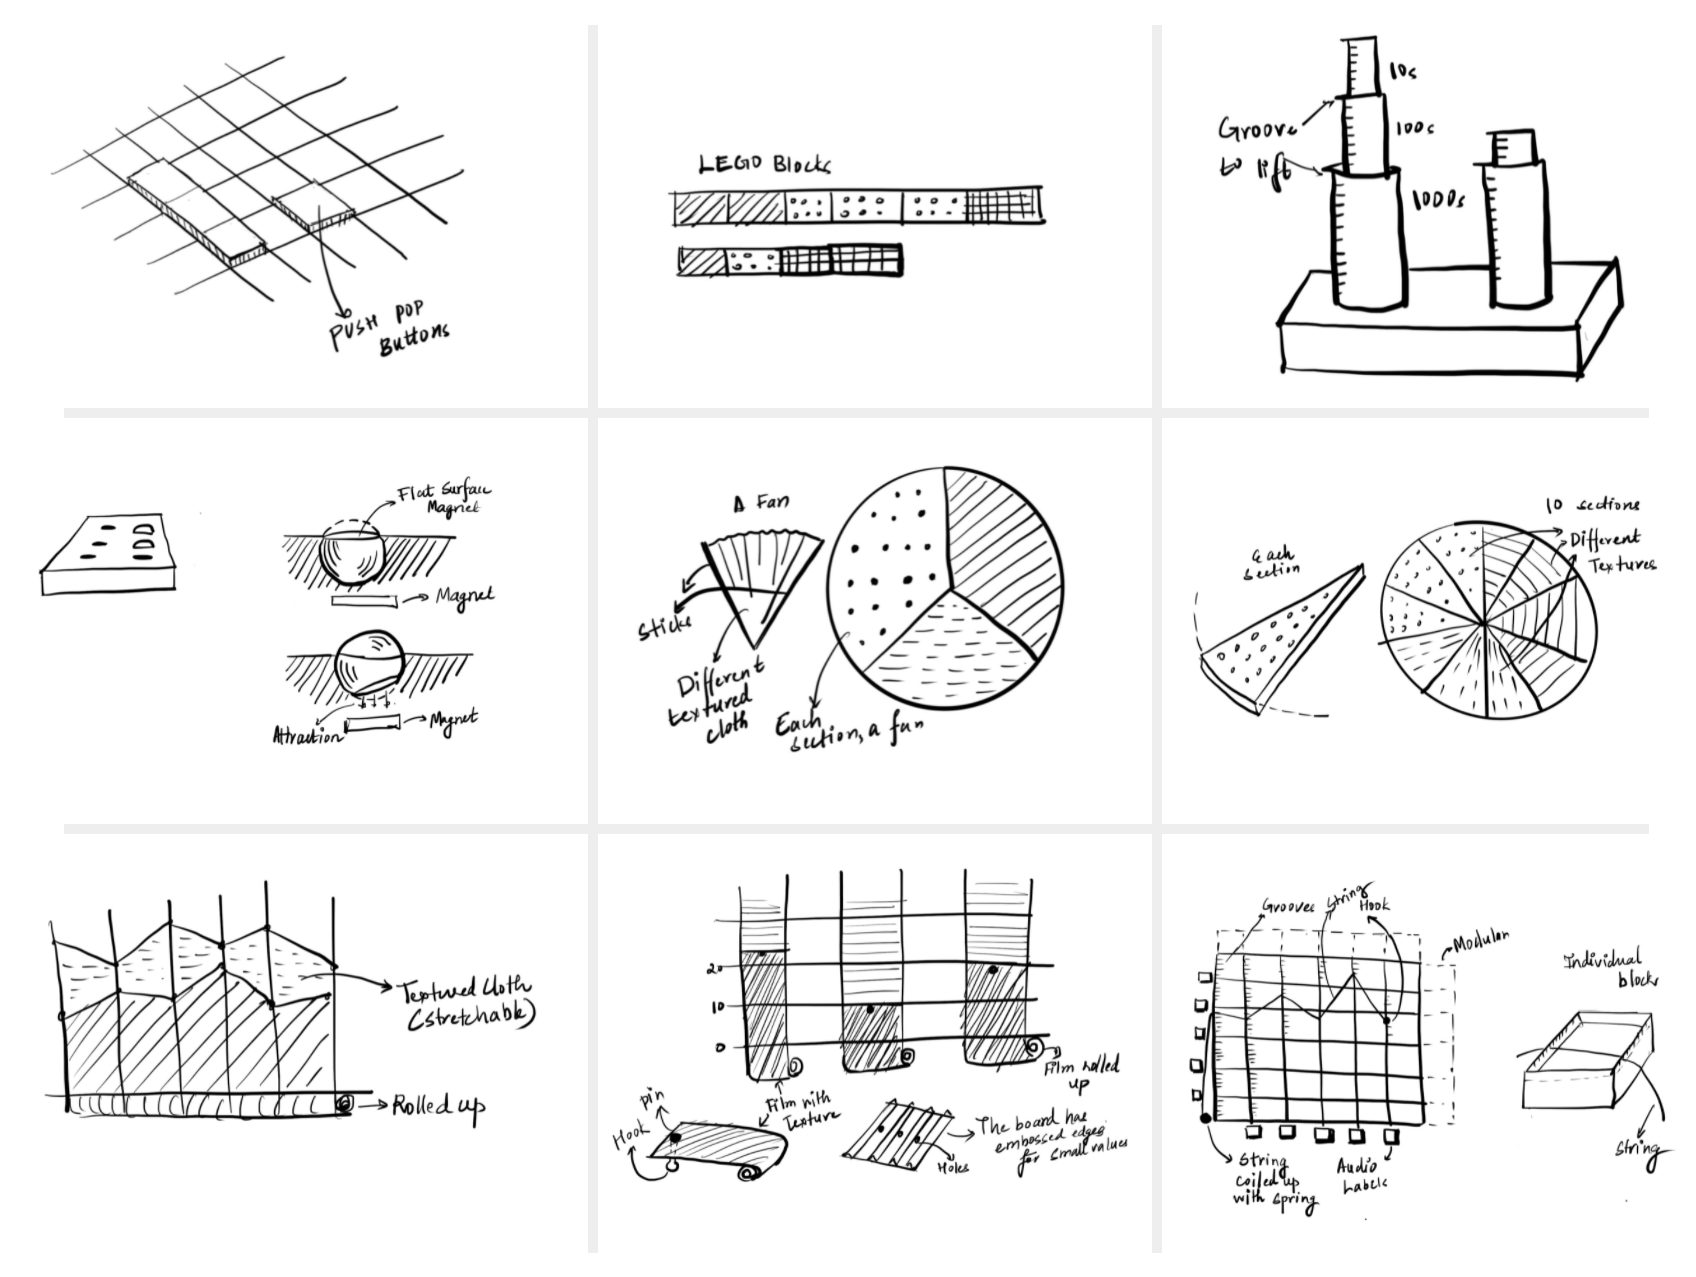 PUSH POP
Buttons
LEGO Blocks
10s
100s
1000s
Groove
to lift
Flat Surface
Magnet
Magnet
Attraction
Magnet
A Fan
Sticks
Different
textured
cloth
Each
section, a fan
Each
section
10 sections
Different
Textures
Textured cloth
(stretchable)
Rolled up
20
10
0
Film rolled
up
Pin
Hook
Film with
Texture
The board has
embossed edges
for small values
Holes
Grooves
String
Hook
Modular
Individual
blocks
String
String
Coiled up
with spring
Audio
Labels